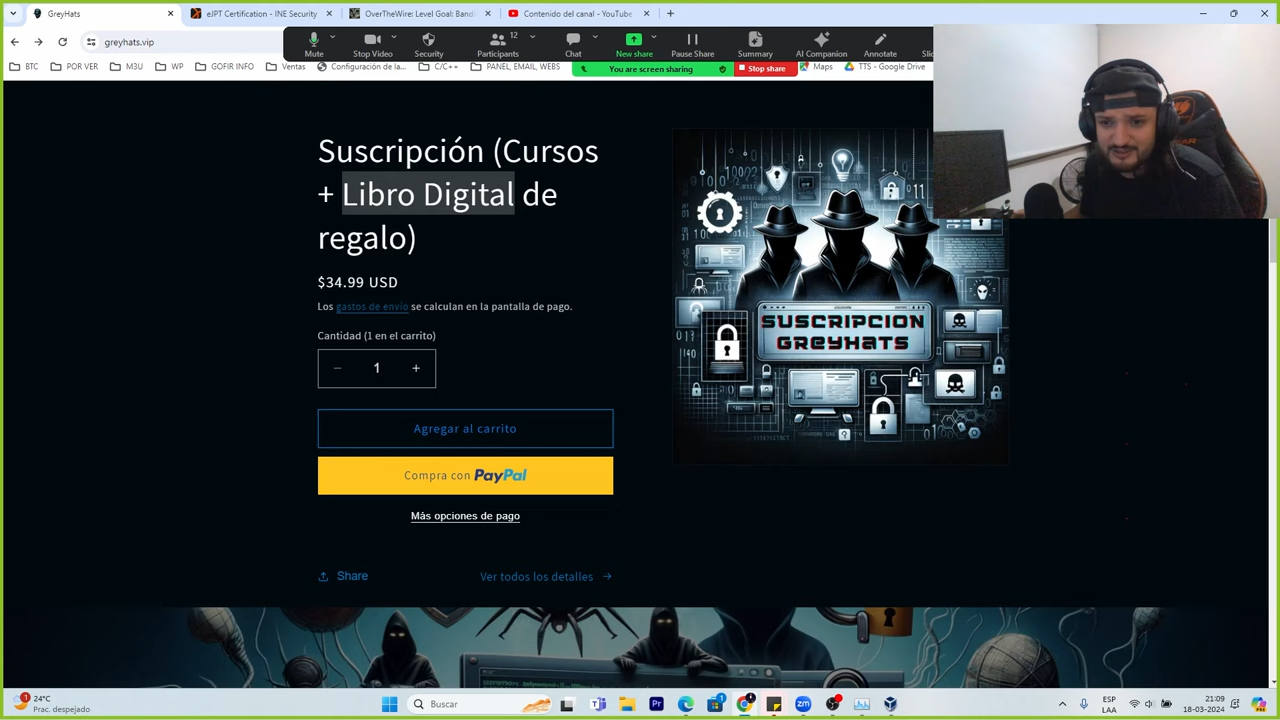 GreyHats
eJPT Certification - INE Security
OverTheWire: Level Goal: Bandi
Contenido del canal - YouTube
greyhats.vip
Mute
Stop Video
Security
12
Participants
Chat
New share
Pause Share
Summary
AI Companion
Annotate
BTC
POR VER
M3U
WP
GOPR INFO
Ventas
Configuración de la...
C/C++
PANEL, EMAIL, WEBS
You are screen sharing
Stop share
Maps
TTS - Google Drive
Suscripción (Cursos
+ Libro Digital de
regalo)
$34.99 USD
Los gastos de envío se calculan en la pantalla de pago.
Cantidad (1 en el carrito)
− 1 +
Agregar al carrito
Compra con PayPal
Más opciones de pago
Share
Ver todos los detalles →
SUSCRIPCION
GREYHATS
1
24°C
Prac. despejado
Buscar
ESP
LAA
21:09
18-03-2024